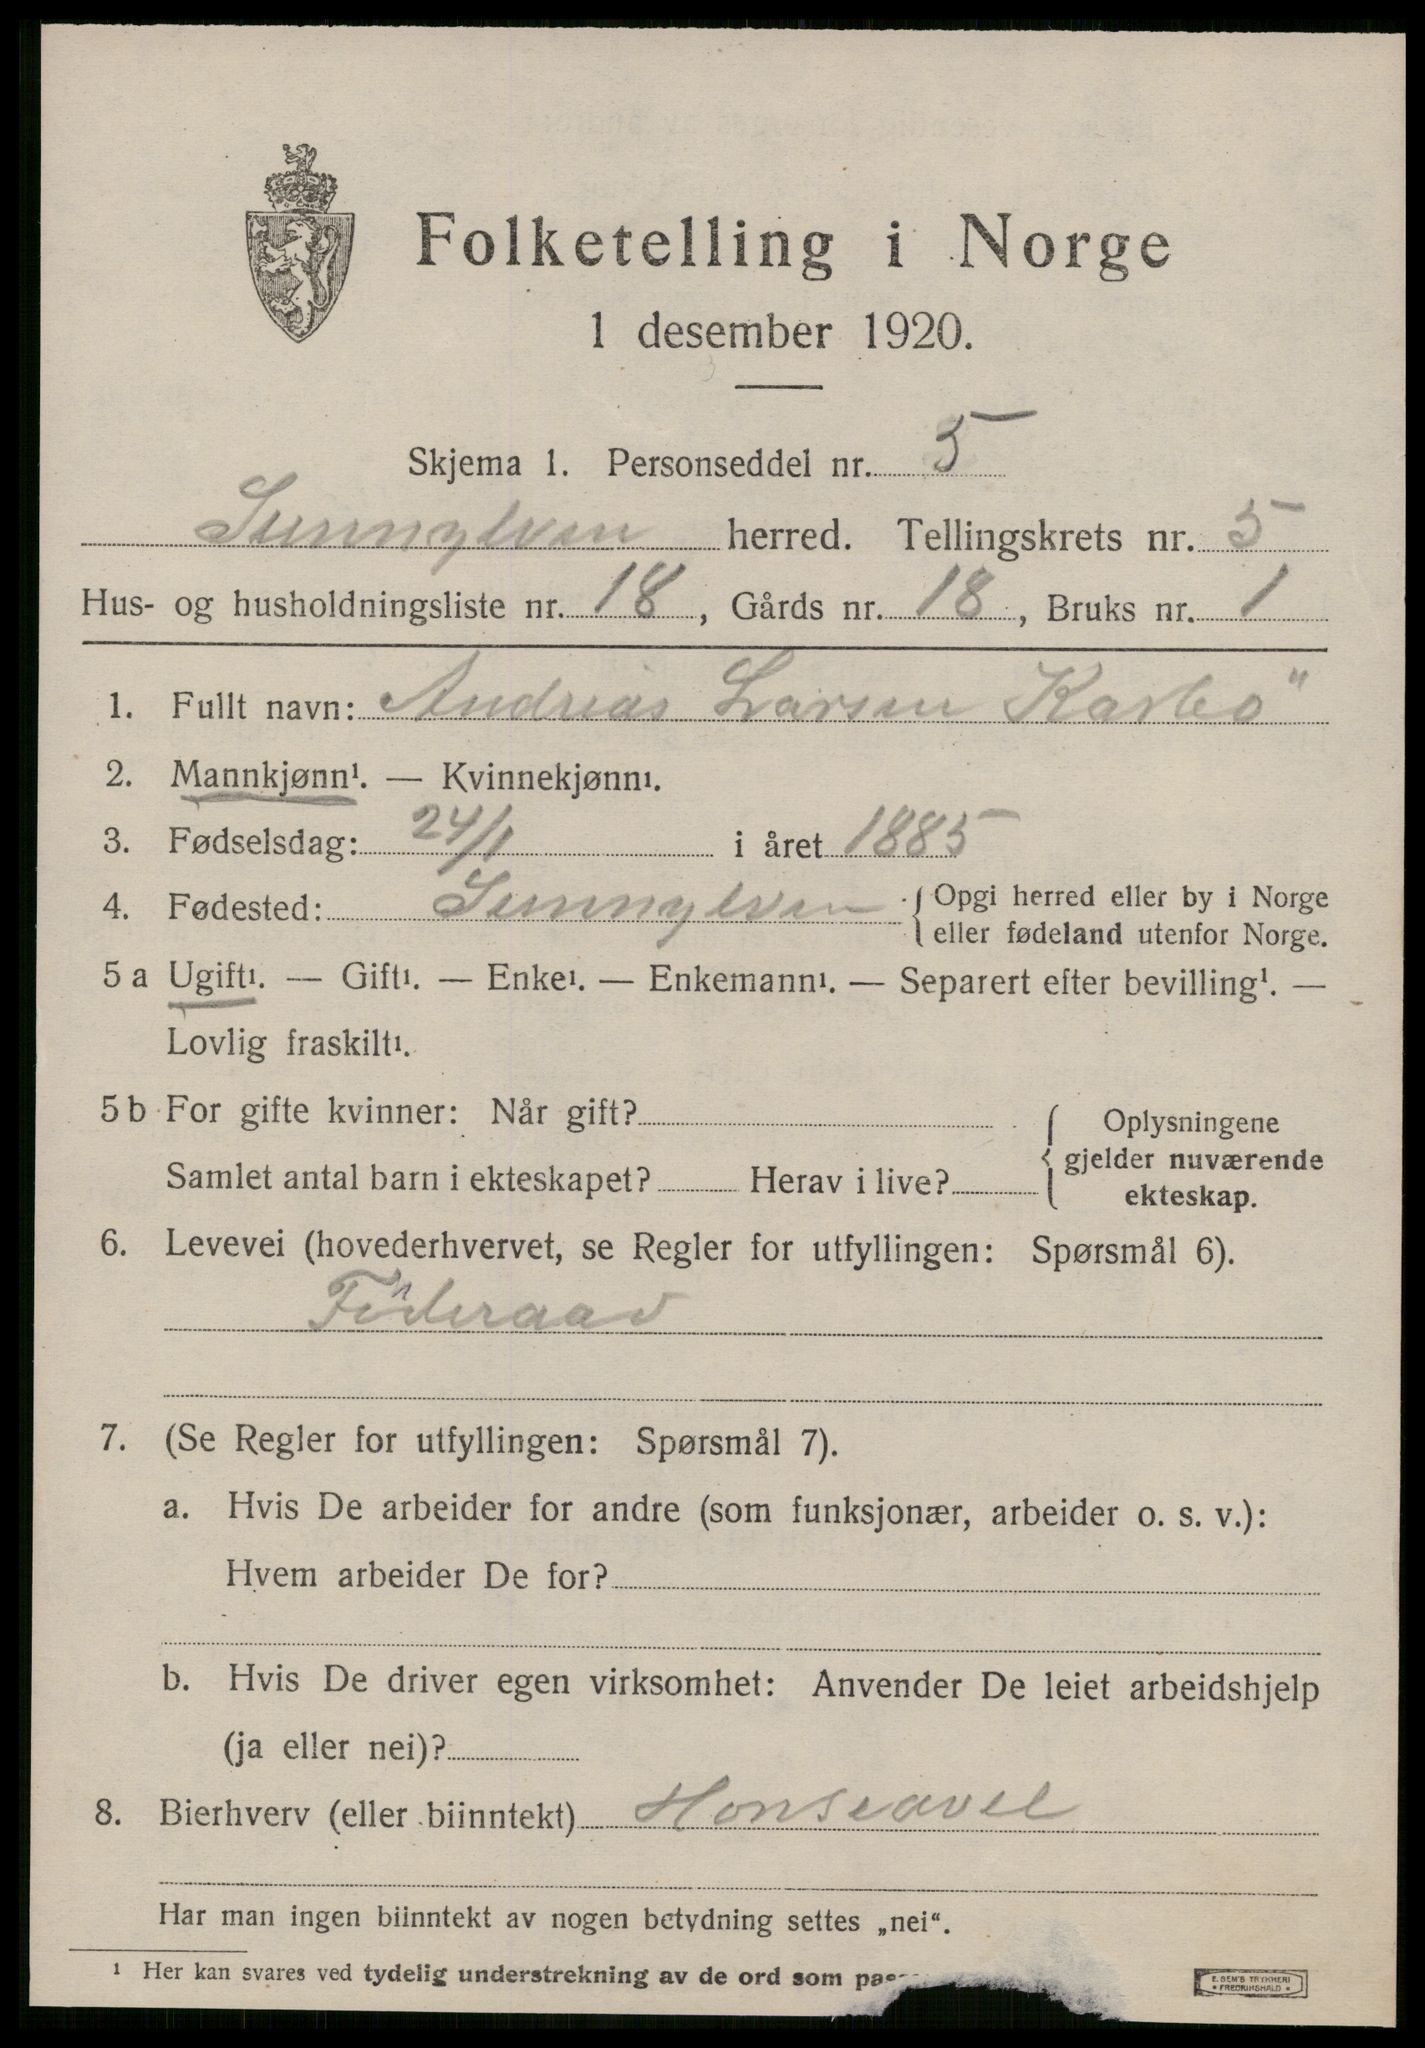 Folketelling i Norge
1 desember 1920.
Skjema 1. Personseddel nr. 5
Sunnylven herred. Tellingskrets nr. 5
Hus- og husholdningsliste nr. 18, Gårds nr. 18, Bruks nr. 1
1. Fullt navn: Andreas Larsen Karbö
2. Mannkjønn¹. — Kvinnekjønn¹.
3. Fødselsdag: 24/1 i året 1885
4. Fødested: Sunnylven { Opgi herred eller by i Norge
eller fødeland utenfor Norge.
5 a Ugift¹. — Gift¹. — Enke¹. — Enkemann¹. — Separert efter bevilling¹. —
Lovlig fraskilt¹.
5 b For gifte kvinner: Når gift? { Oplysningene
gjelder nuværende
ekteskap.
Samlet antal barn i ekteskapet? Herav i live?
6. Levevei (hovederhvervet, se Regler for utfyllingen: Spørsmål 6).
Föderaad
7. (Se Regler for utfyllingen: Spørsmål 7).
a. Hvis De arbeider for andre (som funksjonær, arbeider o. s. v.):
Hvem arbeider De for?
b. Hvis De driver egen virksomhet: Anvender De leiet arbeidshjelp
(ja eller nei)?
8. Bierhverv (eller biinntekt) Honseavel
Har man ingen biinntekt av nogen betydning settes „nei“.
¹ Her kan svares ved tydelig understrekning av de ord som
E. SEM'S TRYKKERI
FREDRIKSHALD